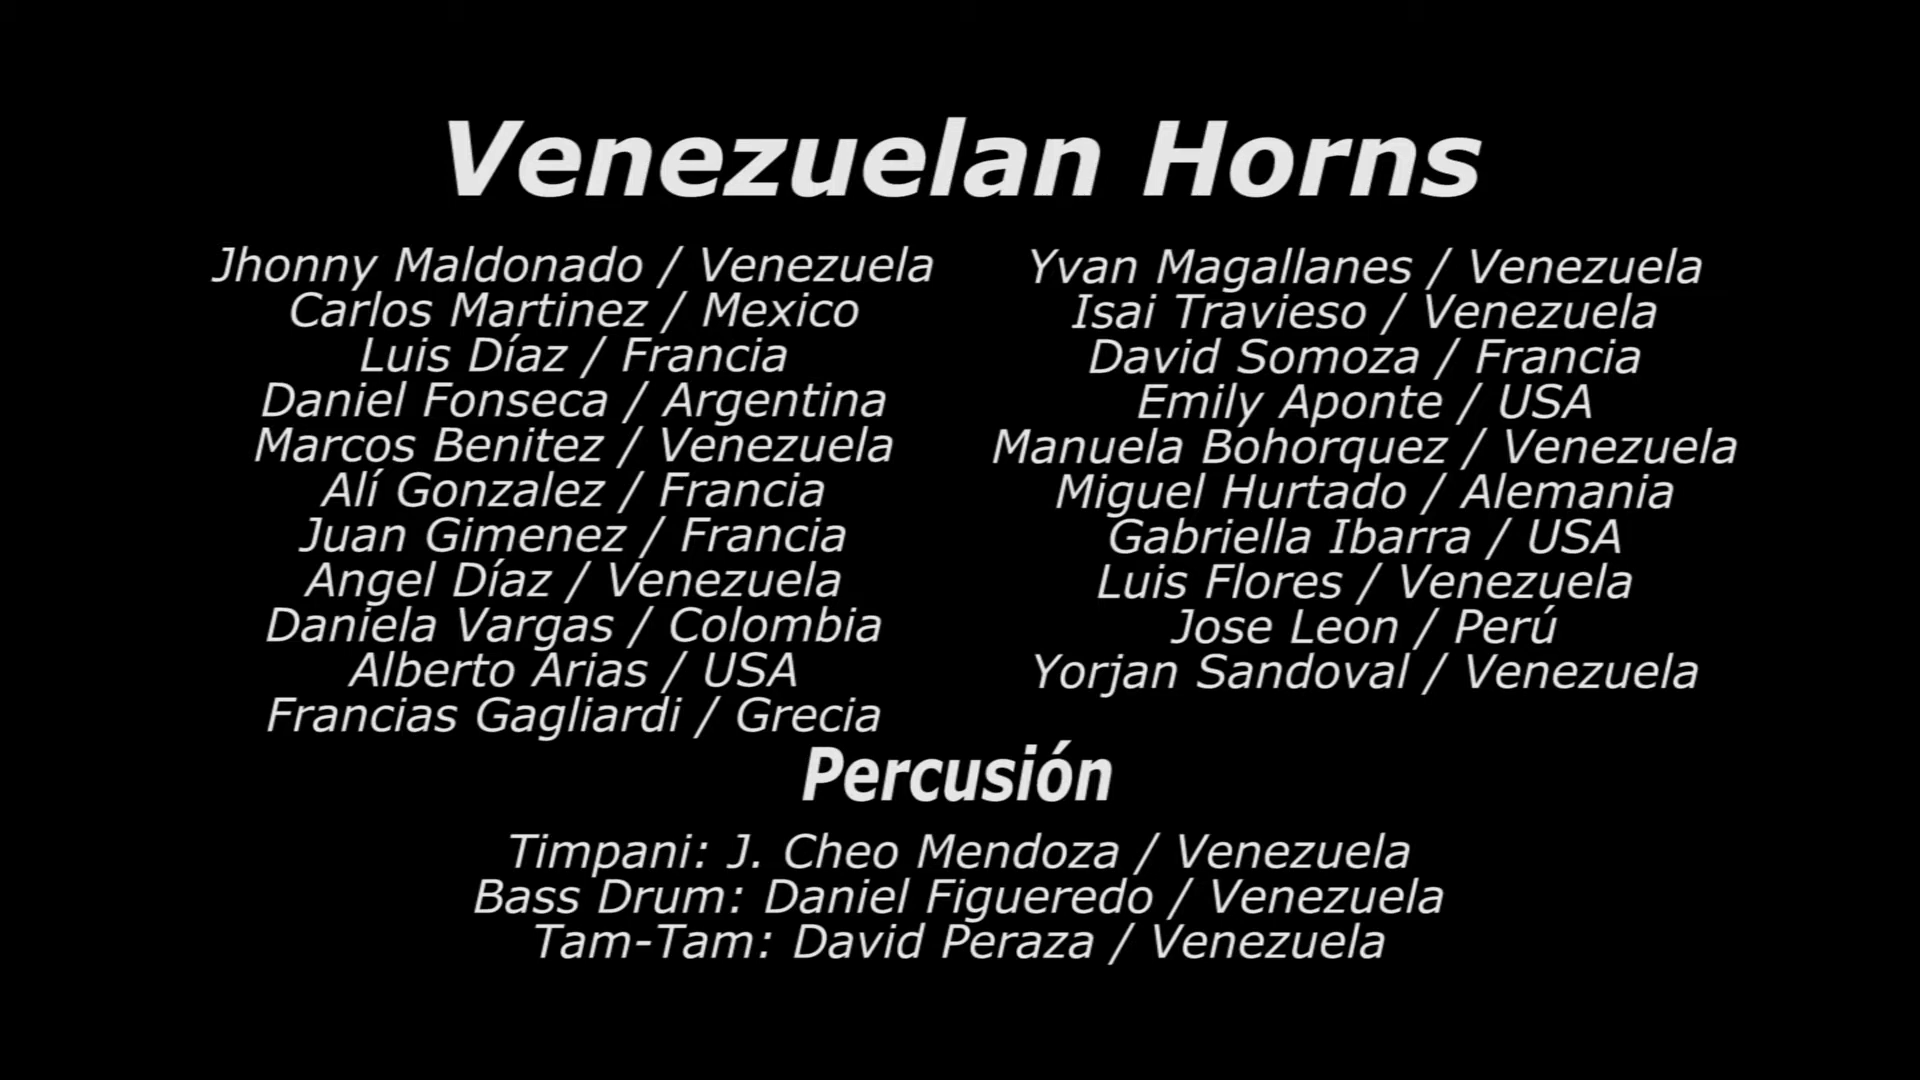 Venezuelan Horns
Jhonny Maldonado / Venezuela
Carlos Martinez / Mexico
Luis Díaz / Francia
Daniel Fonseca / Argentina
Marcos Benitez / Venezuela
Alí Gonzalez / Francia
Juan Gimenez / Francia
Angel Díaz / Venezuela
Daniela Vargas / Colombia
Alberto Arias / USA
Francias Gagliardi / Grecia
Yvan Magallanes / Venezuela
Isai Travieso / Venezuela
David Somoza / Francia
Emily Aponte / USA
Manuela Bohorquez / Venezuela
Miguel Hurtado / Alemania
Gabriella Ibarra / USA
Luis Flores / Venezuela
Jose Leon / Perú
Yorjan Sandoval / Venezuela
Percusión
Timpani: J. Cheo Mendoza / Venezuela
Bass Drum: Daniel Figueredo / Venezuela
Tam-Tam: David Peraza / Venezuela